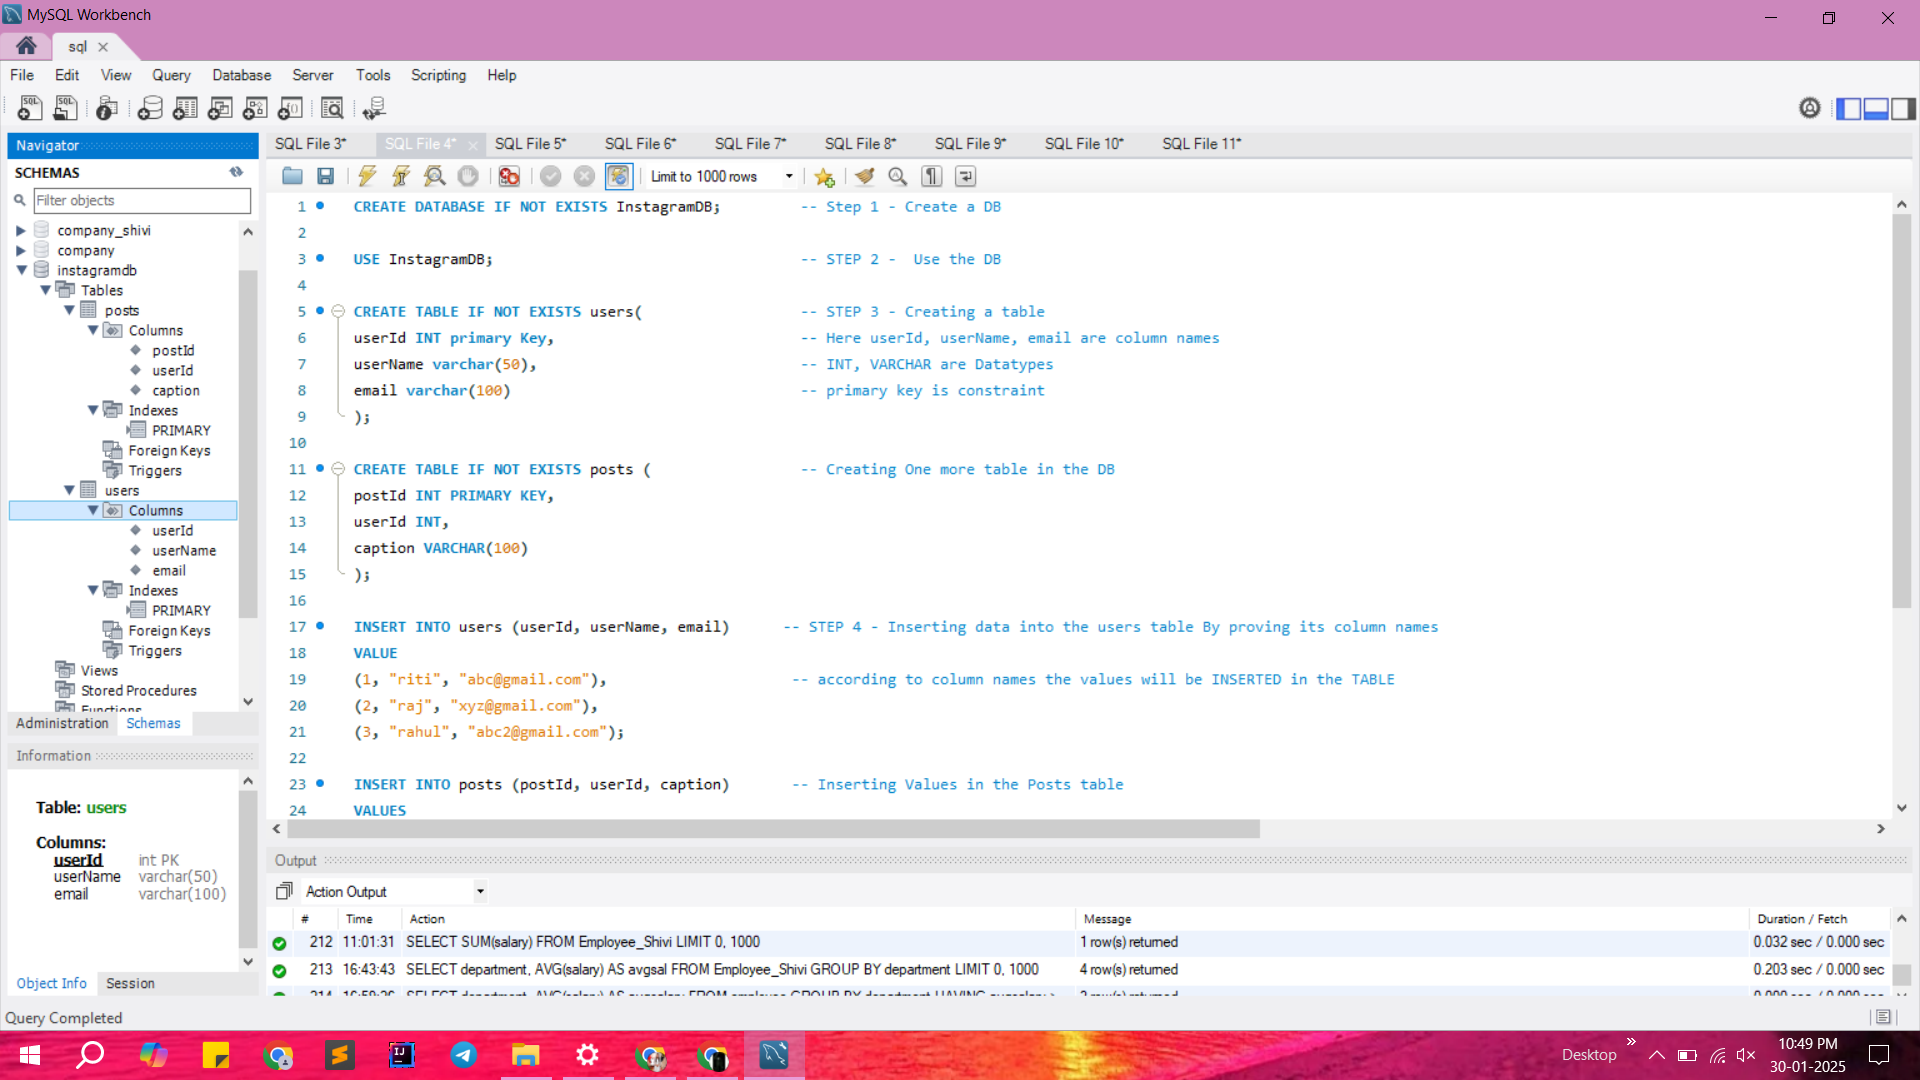 MySQL Workbench
sql
File Edit View Query Database Server Tools Scripting Help
Navigator
SCHEMAS
Filter objects
company_shivi
company
instagramdb
Tables
posts
Columns
postId
userId
caption
Indexes
PRIMARY
Foreign Keys
Triggers
users
Columns
userId
userName
email
Indexes
PRIMARY
Foreign Keys
Triggers
Views
Stored Procedures
Functions
Administration Schemas
Information
Table: users
Columns:
userId int PK
userName varchar(50)
email varchar(100)
Object Info Session
SQL File 3* SQL File 4* SQL File 5* SQL File 6* SQL File 7* SQL File 8* SQL File 9* SQL File 10* SQL File 11*
Limit to 1000 rows
1 CREATE DATABASE IF NOT EXISTS InstagramDB; -- Step 1 - Create a DB
2
3 USE InstagramDB; -- STEP 2 -  Use the DB
4
5 CREATE TABLE IF NOT EXISTS users( -- STEP 3 - Creating a table
6 userId INT primary Key, -- Here userId, userName, email are column names
7 userName varchar(50), -- INT, VARCHAR are Datatypes
8 email varchar(100) -- primary key is constraint
9 );
10
11 CREATE TABLE IF NOT EXISTS posts ( -- Creating One more table in the DB
12 postId INT PRIMARY KEY,
13 userId INT,
14 caption VARCHAR(100)
15 );
16
17 INSERT INTO users (userId, userName, email) -- STEP 4 - Inserting data into the users table By proving its column names
18 VALUE
19 (1, "riti", "abc@gmail.com"), -- according to column names the values will be INSERTED in the TABLE
20 (2, "raj", "xyz@gmail.com"),
21 (3, "rahul", "abc2@gmail.com");
22
23 INSERT INTO posts (postId, userId, caption) -- Inserting Values in the Posts table
24 VALUES
Output
Action Output
# Time Action Message Duration / Fetch
212 11:01:31 SELECT SUM(salary) FROM Employee_Shivi LIMIT 0, 1000 1 row(s) returned 0.032 sec / 0.000 sec
213 16:43:43 SELECT department, AVG(salary) AS avgsal FROM Employee_Shivi GROUP BY department LIMIT 0, 1000 4 row(s) returned 0.203 sec / 0.000 sec
Query Completed
Desktop
10:49 PM
30-01-2025